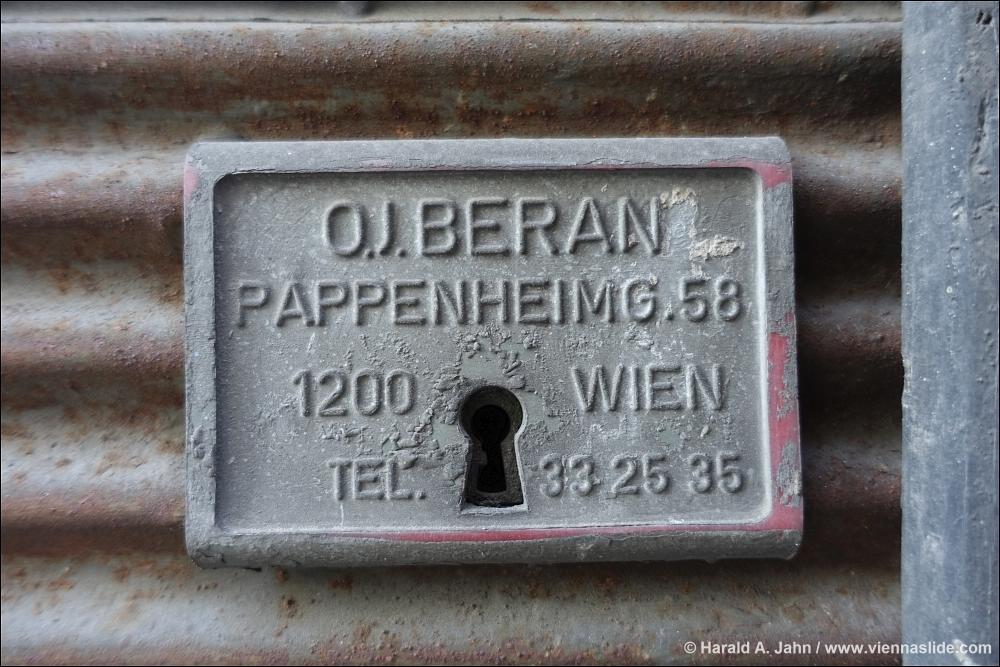 O.J. BERAN
PAPPENHEIMG. 58
1200 WIEN
TEL. 33 25 35
© Harald A. Jahn / www.viennaslide.com